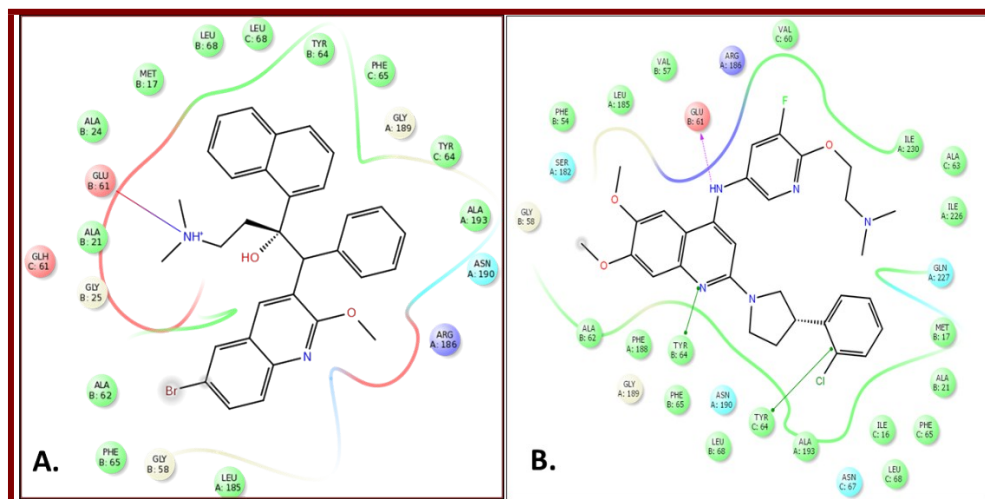 LEU
B: 68
LEU
C: 68
TYR
B: 64
MET
B: 17
PHE
C: 65
GLY
A: 189
ALA
B: 24
TYR
C: 64
GLU
B: 61
ALA
A: 193
NH+
ALA
B: 21
HO
GLH
C: 61
ASN
A: 190
GLY
B: 25
O
ARG
A: 186
N
Br
ALA
B: 62
PHE
B: 65
GLY
B: 58
LEU
A: 185
A.
VAL
C: 60
ARG
A: 186
VAL
B: 57
LEU
A: 185
F
PHE
B: 54
GLU
B: 61
ILE
A: 230
O
SER
A: 182
ALA
C: 63
HN
N
ILE
A: 226
O
GLY
B: 58
N
O
GLN
A: 227
N
N
ALA
B: 62
PHE
A: 188
TYR
B: 64
MET
B: 17
Cl
GLY
A: 189
PHE
B: 65
ASN
A: 190
ALA
B: 21
TYR
C: 64
ILE
C: 16
PHE
C: 65
LEU
B: 68
ALA
A: 193
ASN
C: 67
LEU
C: 68
B.